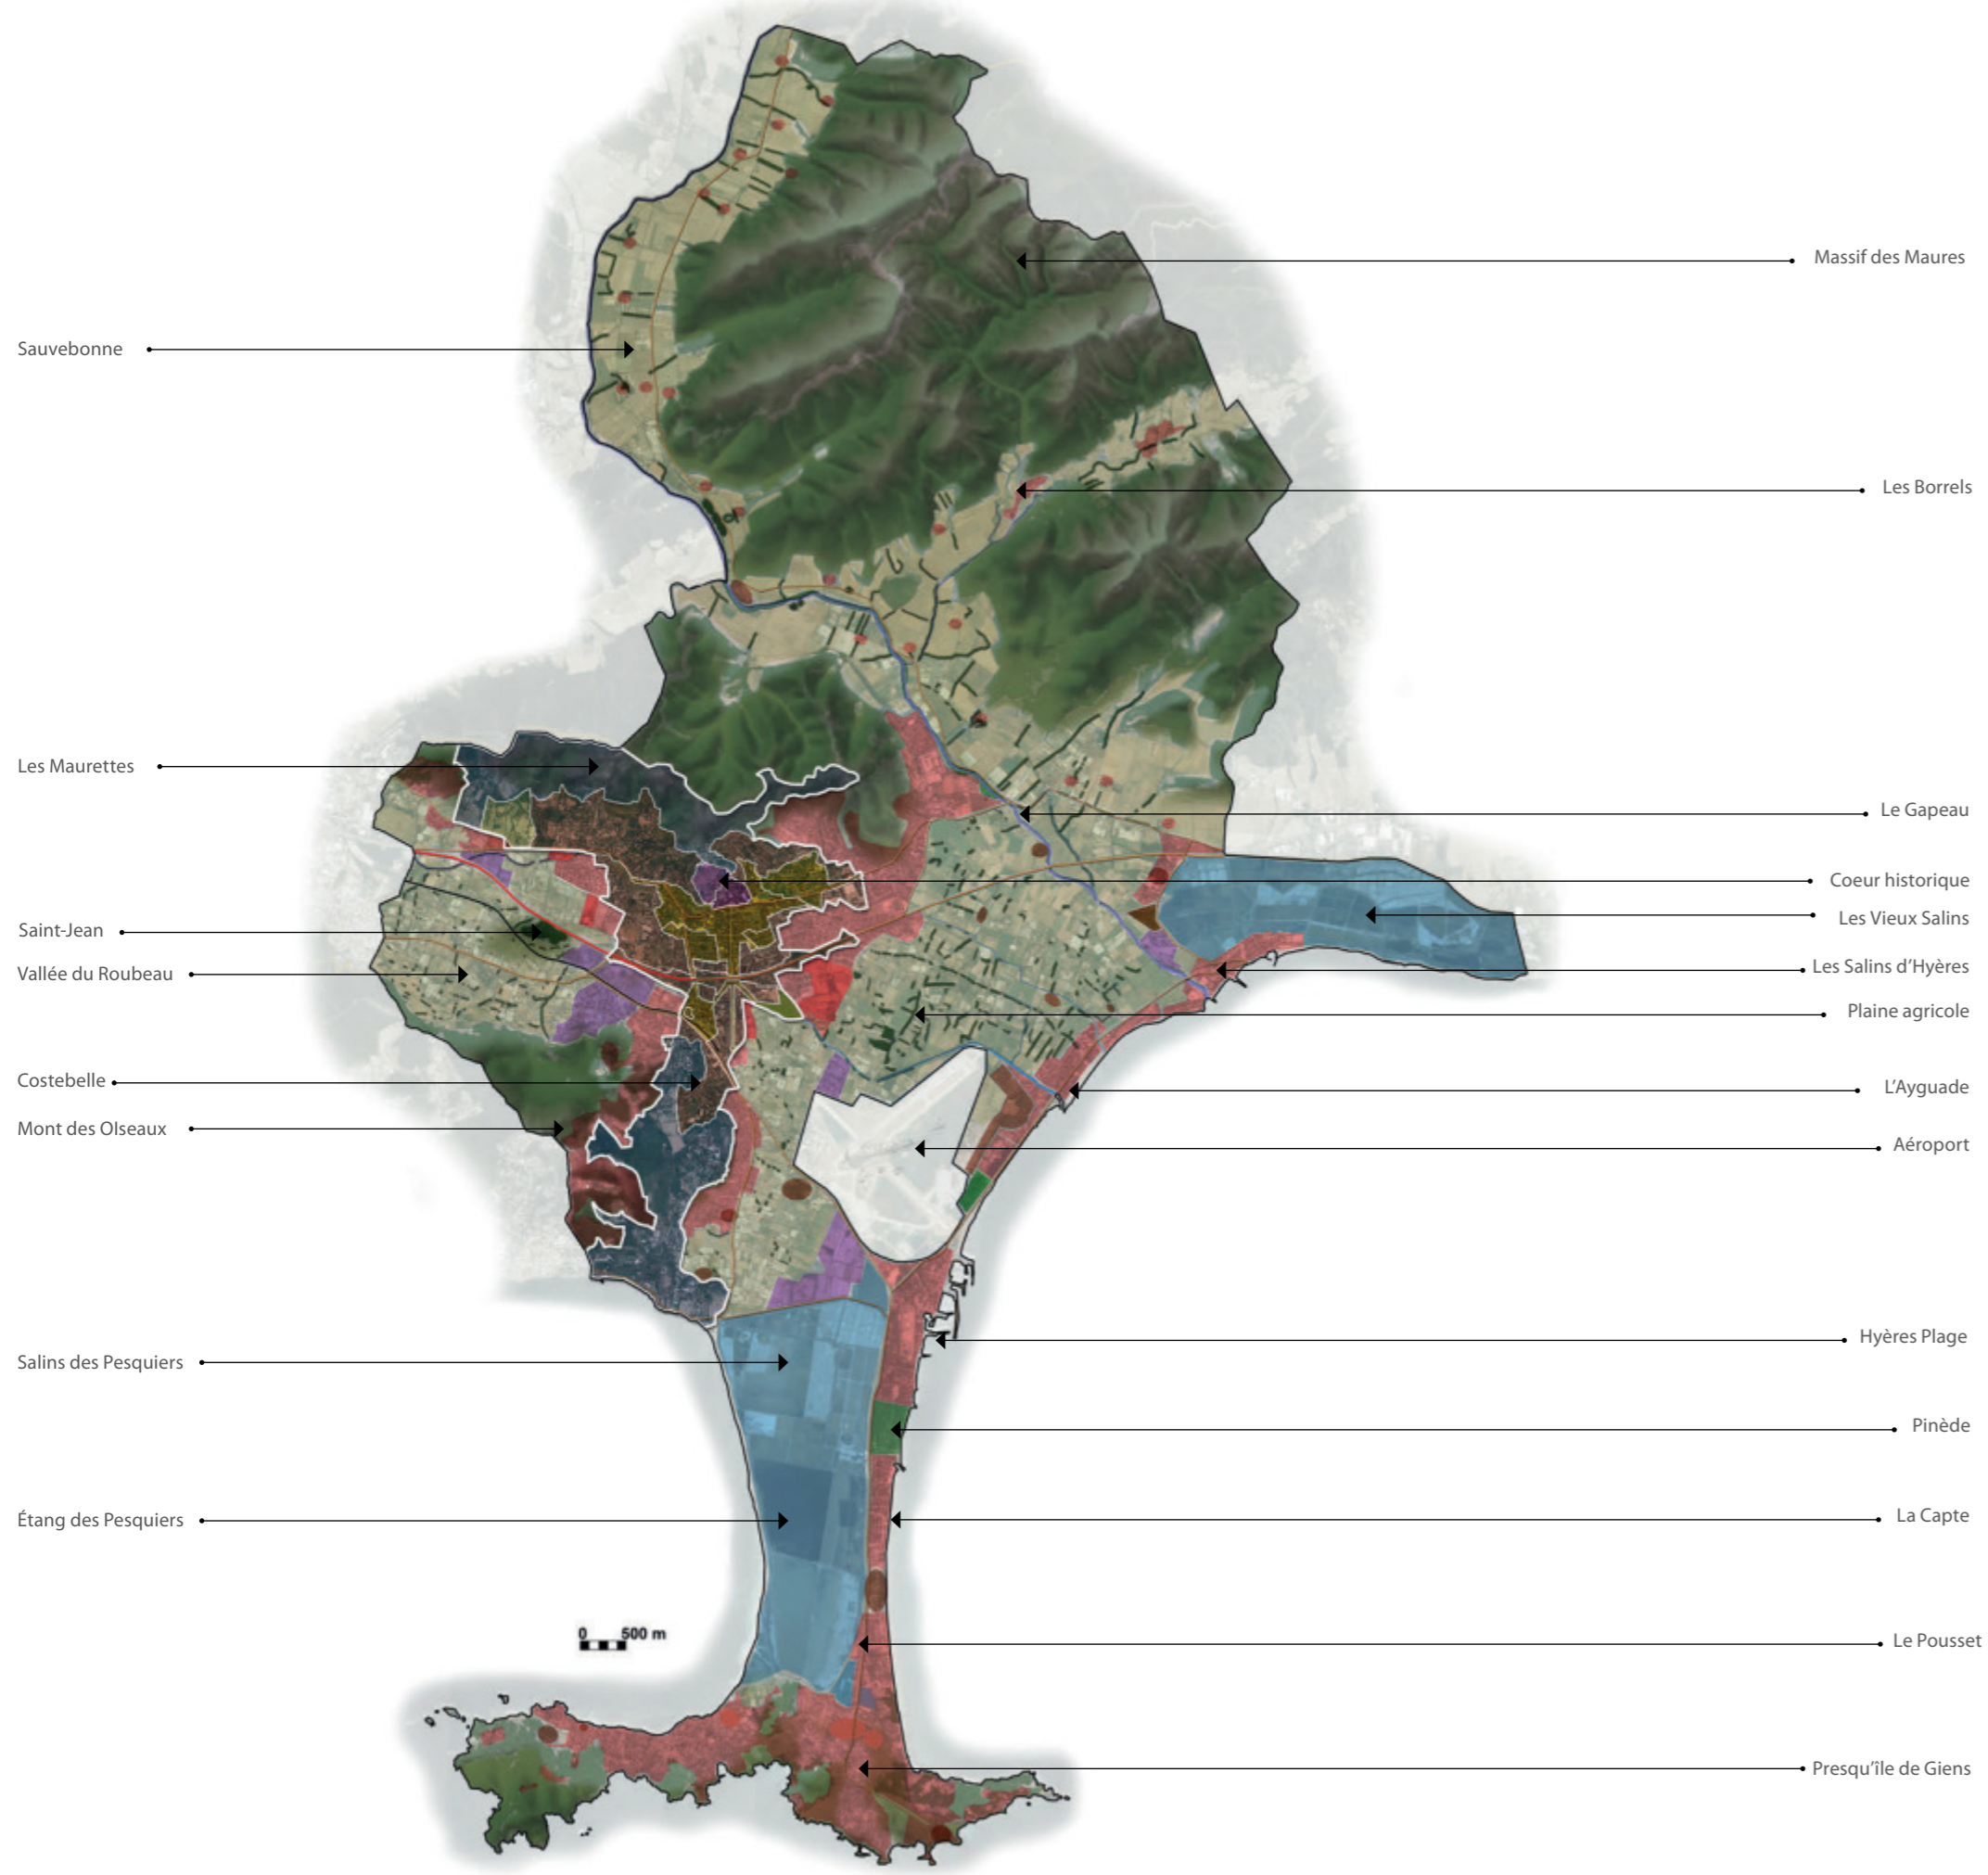 Massif des Maures
Sauvebonne
Les Borrels
Les Maurettes
Le Gapeau
Coeur historique
Les Vieux Salins
Saint-Jean
Les Salins d'Hyères
Vallée du Roubeau
Plaine agricole
Costebelle
L'Ayguade
Mont des OIseaux
Aéroport
Hyères Plage
Salins des Pesquiers
Pinède
La Capte
Étang des Pesquiers
0 500 m
Le Pousset
Presqu'île de Giens